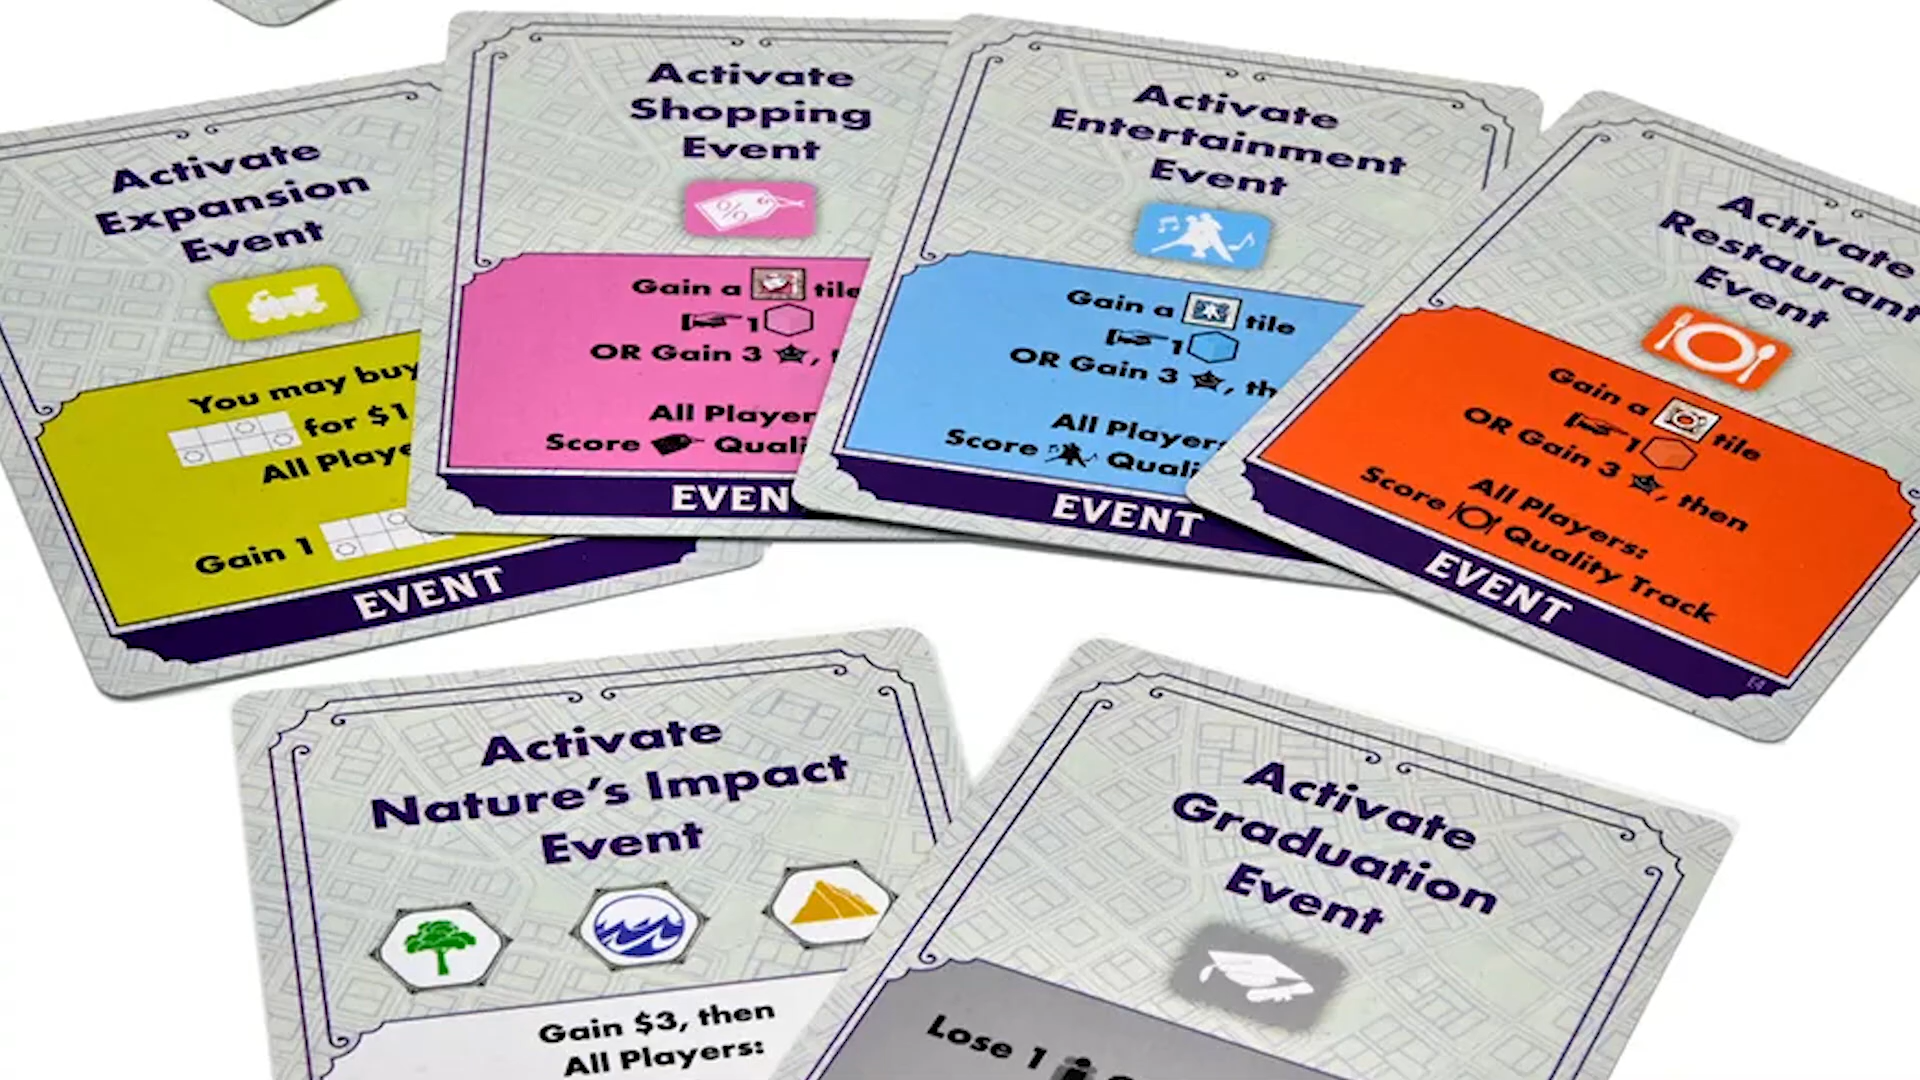 Activate
Expansion
Event
You may buy
for $1
All Playe
Gain 1
EVENT
Activate
Shopping
Event
%
Gain a tile
1
OR Gain 3
All Player
Score Quali
EVEN
Activate
Entertainment
Event
Gain a tile
1
OR Gain 3 , th
All Players
Score Quali
EVENT
Activate
Restaurant
Event
Gain a tile
1
OR Gain 3 , then
All Players:
Score Quality Track
EVENT
E4
Activate
Nature's Impact
Event
Gain $3, then
All Players:
Activate
Graduation
Event
Lose 1